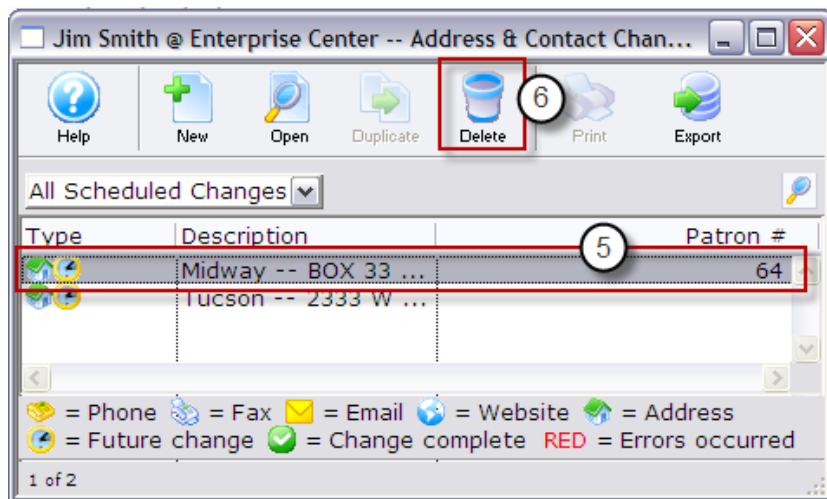 Jim Smith @ Enterprise Center -- Address & Contact Chan...
Help New Open Duplicate Delete 6 Print Export
All Scheduled Changes
Type Description Patron #
5
Midway -- BOX 33 ... 64
Tucson -- 2333 W ...
= Phone = Fax = Email = Website = Address
= Future change = Change complete RED = Errors occurred
1 of 2